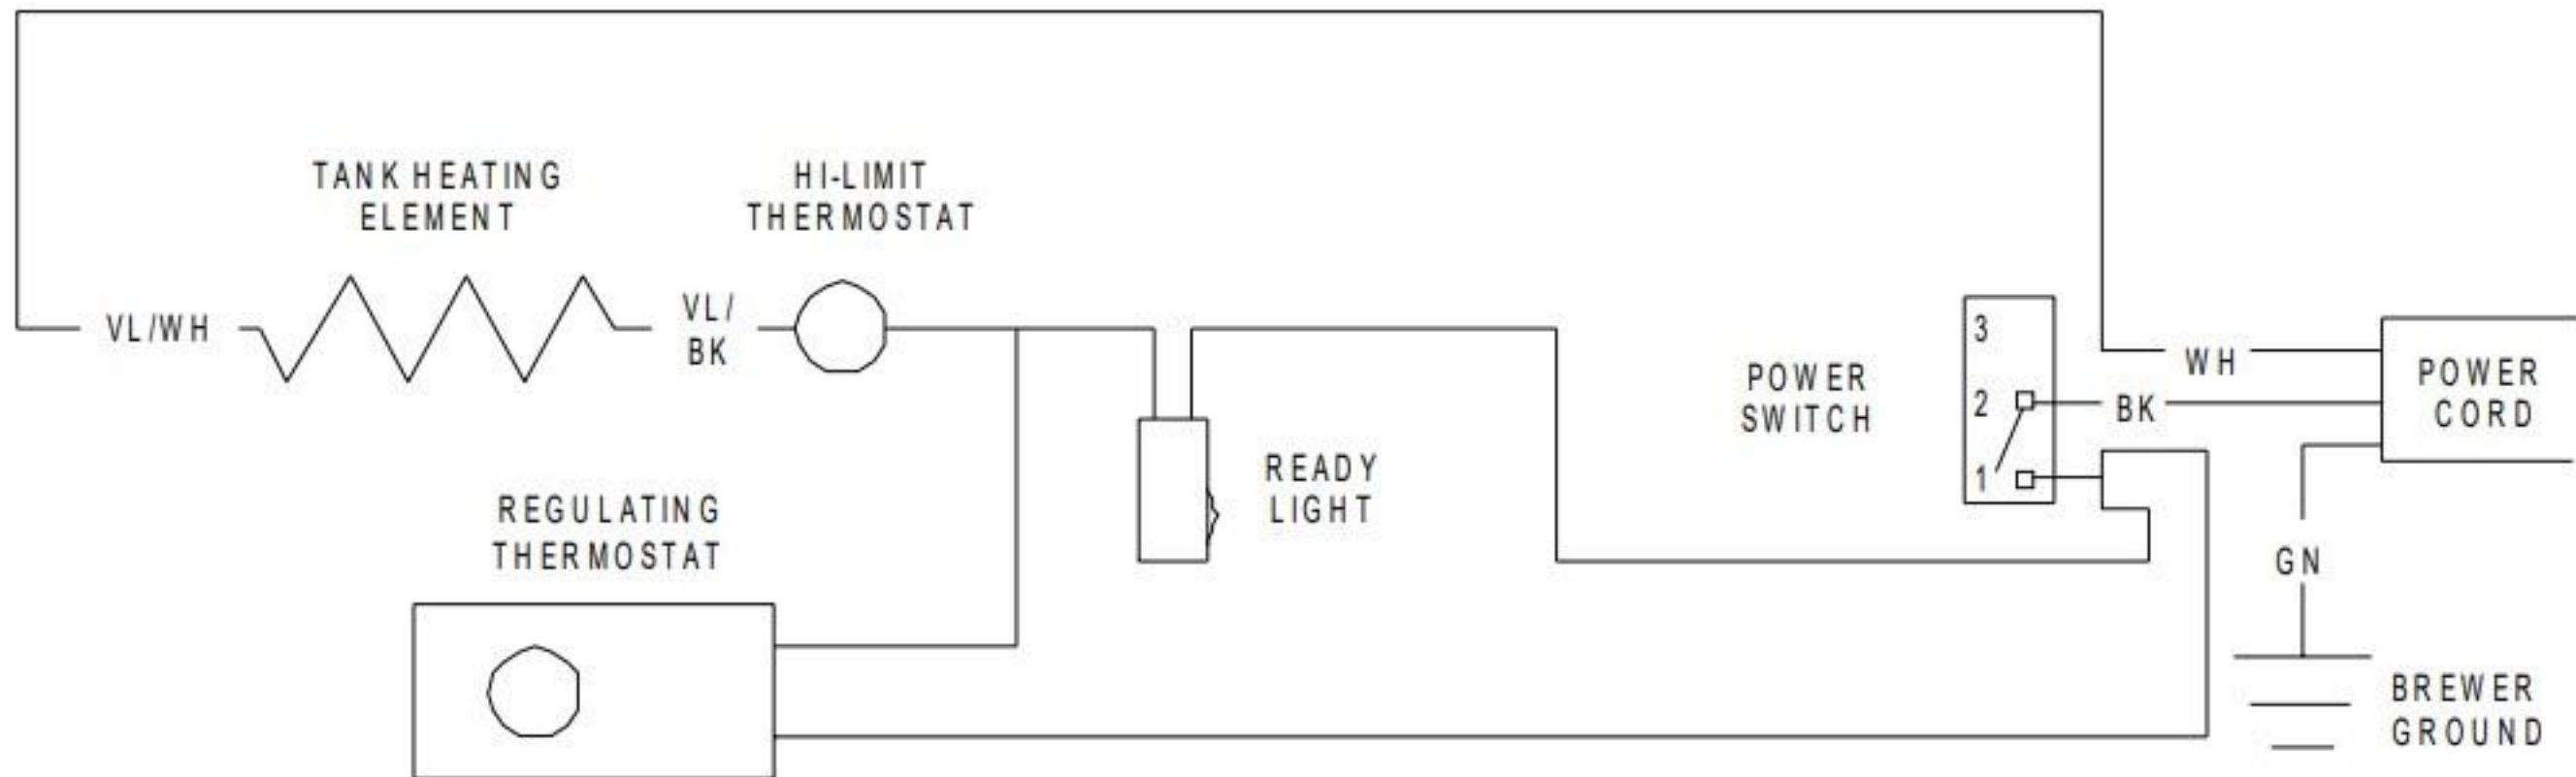 TANK HEATING
ELEMENT
HI-LIMIT
THERMOSTAT
VL/WH
VL/
BK
REGULATING
THERMOSTAT
READY
LIGHT
POWER
SWITCH
3
2
1
WH
BK
POWER
CORD
GN
BREWER
GROUND